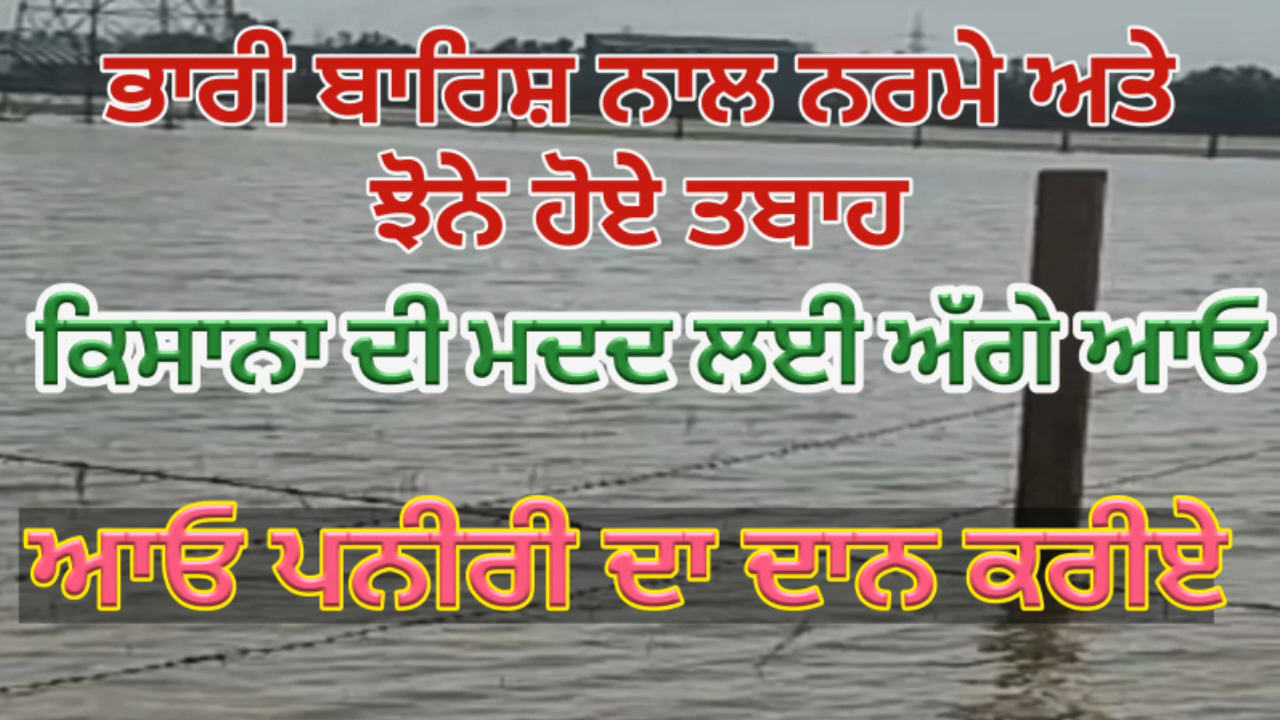 ਭਾਰੀ ਬਾਰਿਸ਼ ਨਾਲ ਨਰਮੇ ਅਤੇ
ਝੋਨੇ ਹੋਏ ਤਬਾਹ
ਕਿਸਾਨਾ ਦੀ ਮਦਦ ਲਈ ਅੱਗੇ ਆਓ
ਆਓ ਪਨੀਰੀ ਦਾ ਦਾਨ ਕਰੀਏ